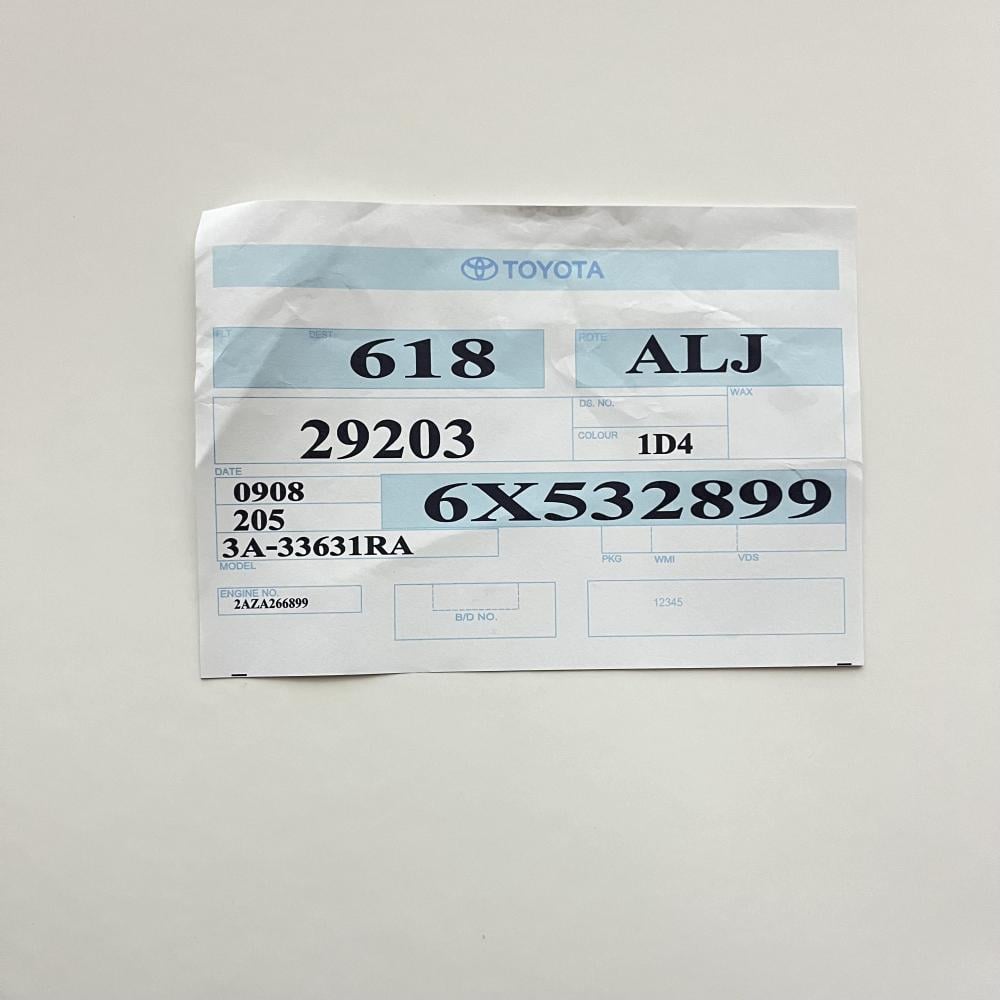 TOYOTA
PLT DEST: 618
ROTE ALJ
29203
DS. NO.
WAX
COLOUR 1D4
DATE
0908
205
6X532899
3A-33631RA
MODEL
PKG WMI VDS
ENGINE NO.
2AZA266899
B/D NO.
12345